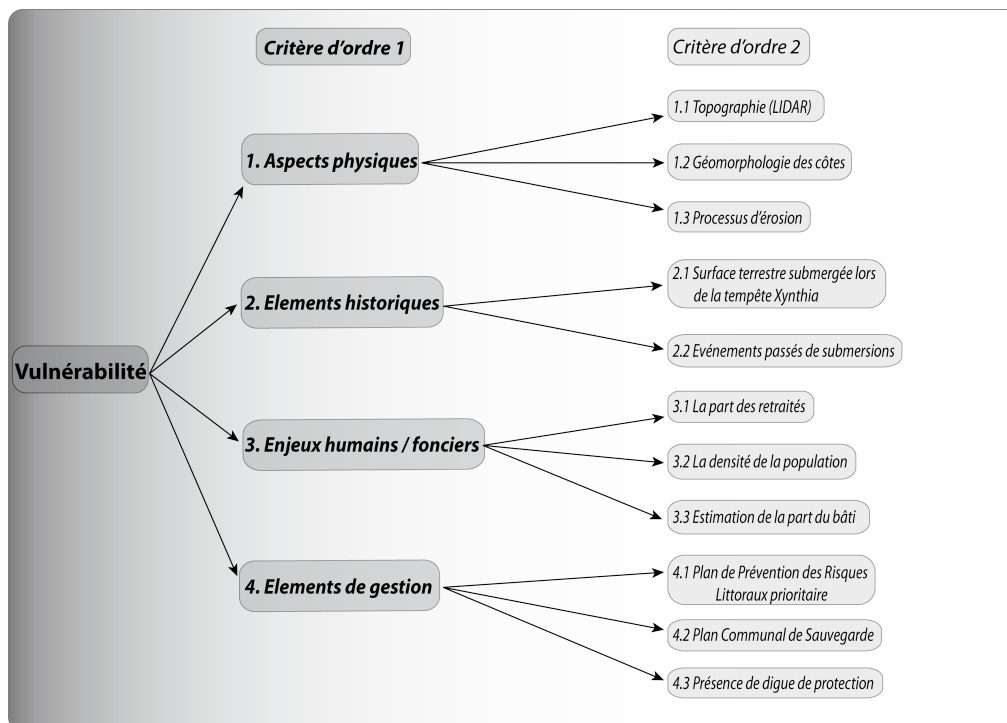 Critère d'ordre 1
Critère d'ordre 2
Vulnérabilité
1. Aspects physiques
1.1 Topographie (LIDAR)
1.2 Géomorphologie des côtes
1.3 Processus d'érosion
2. Elements historiques
2.1 Surface terrestre submergée lors
de la tempête Xynthia
2.2 Evénements passés de submersions
3. Enjeux humains / fonciers
3.1 La part des retraités
3.2 La densité de la population
3.3 Estimation de la part du bâti
4. Elements de gestion
4.1 Plan de Prévention des Risques
Littoraux prioritaire
4.2 Plan Communal de Sauvegarde
4.3 Présence de digue de protection